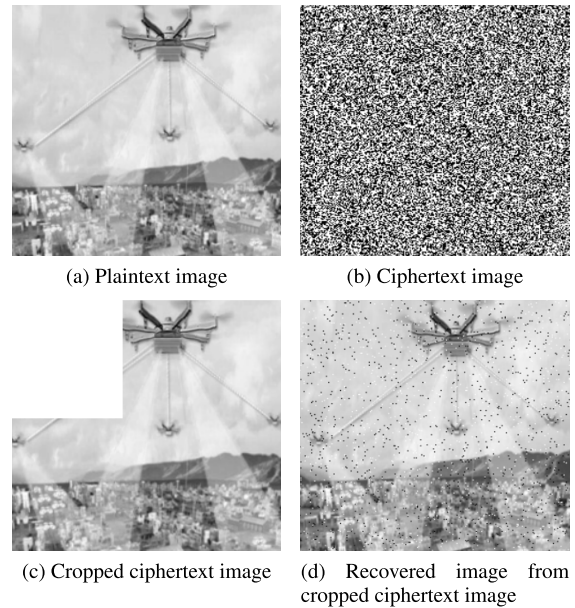 (a) Plaintext image
(b) Ciphertext image
(c) Cropped ciphertext image
(d) Recovered image from
cropped ciphertext image